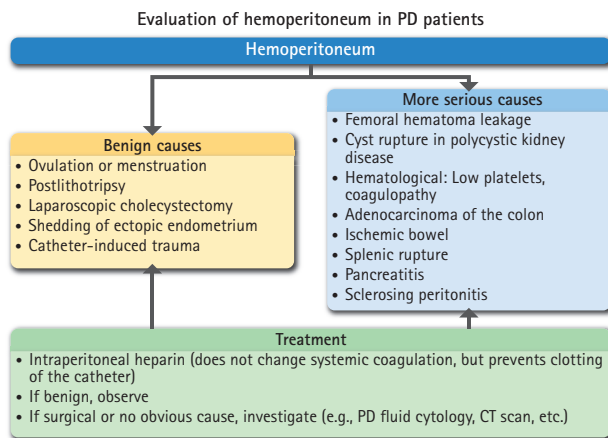 Evaluation of hemoperitoneum in PD patients
Hemoperitoneum
Benign causes
• Ovulation or menstruation
• Postlithotripsy
• Laparoscopic cholecystectomy
• Shedding of ectopic endometrium
• Catheter-induced trauma
More serious causes
• Femoral hematoma leakage
• Cyst rupture in polycystic kidney
disease
• Hematological: Low platelets,
coagulopathy
• Adenocarcinoma of the colon
• Ischemic bowel
• Splenic rupture
• Pancreatitis
• Sclerosing peritonitis
Treatment
• Intraperitoneal heparin (does not change systemic coagulation, but prevents clotting
of the catheter)
• If benign, observe
• If surgical or no obvious cause, investigate (e.g., PD fluid cytology, CT scan, etc.)